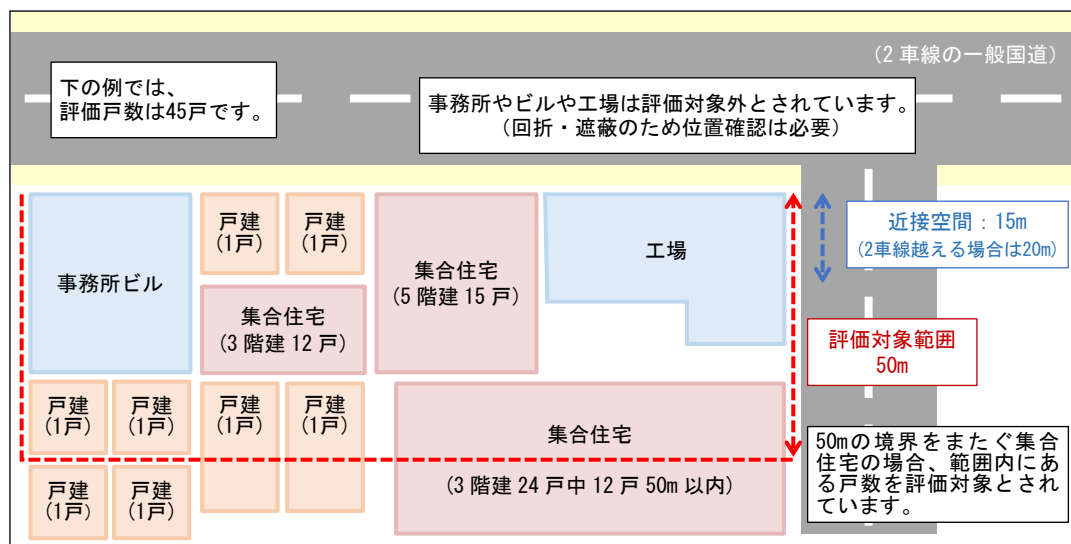 (2 車線の一般国道)
下の例では、
評価戸数は45戸です。
事務所やビルや工場は評価対象外とされています。
(回折・遮蔽のため位置確認は必要)
事務所ビル
戸建
(1戸)
戸建
(1戸)
集合住宅
(3 階建 12 戸)
集合住宅
(5 階建 15 戸)
工場
近接空間：15m
(2車線越える場合は20m)
評価対象範囲
50m
戸建
(1戸)
戸建
(1戸)
戸建
(1戸)
戸建
(1戸)
集合住宅
(3 階建 24 戸中 12 戸 50m 以内)
戸建
(1戸)
戸建
(1戸)
50mの境界をまたぐ集合
住宅の場合、範囲内にあ
る戸数を評価対象とされ
ています。